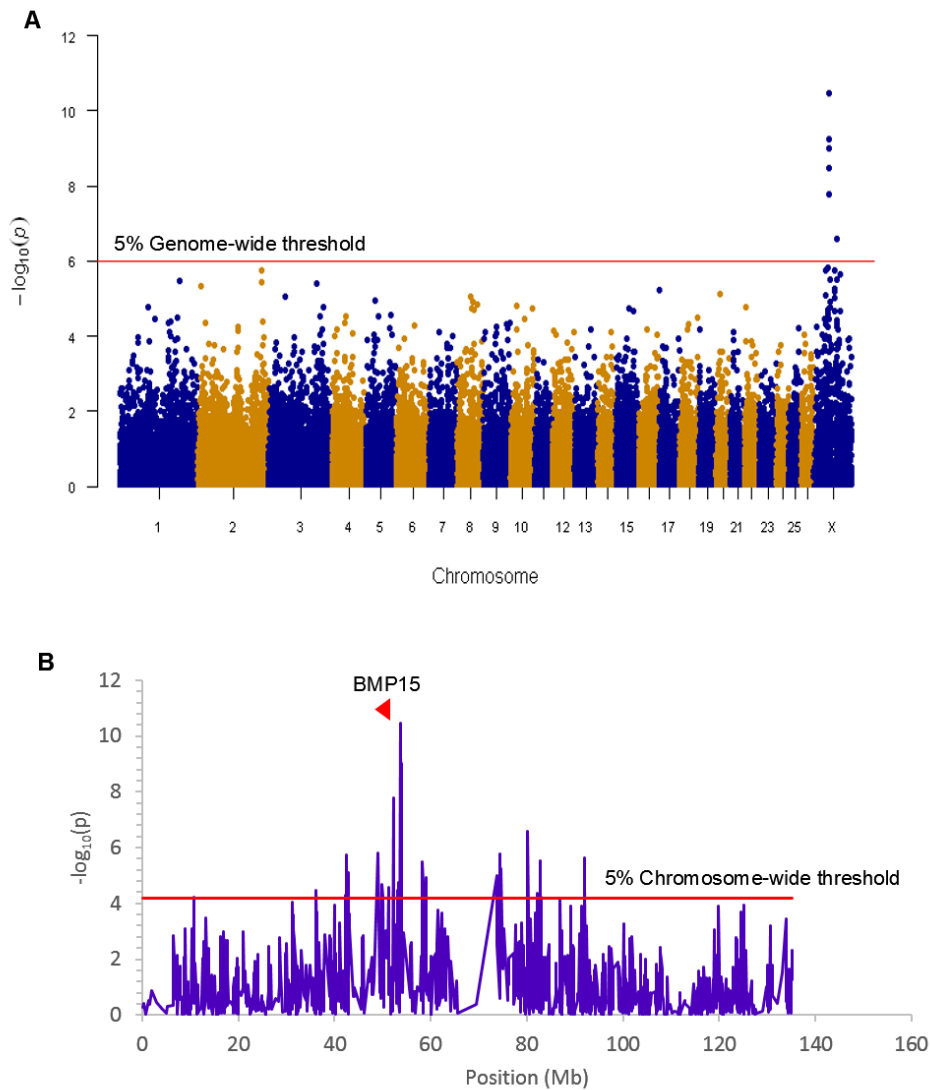 A
12
10
8
6
4
2
0
−log10(p)
5% Genome-wide threshold
1 2 3 4 5 6 7 8 9 10 12 13 15 17 19 21 23 25 X
Chromosome
B
BMP15
12
10
8
6
4
2
0
-log10(p)
5% Chromosome-wide threshold
0 20 40 60 80 100 120 140 160
Position (Mb)